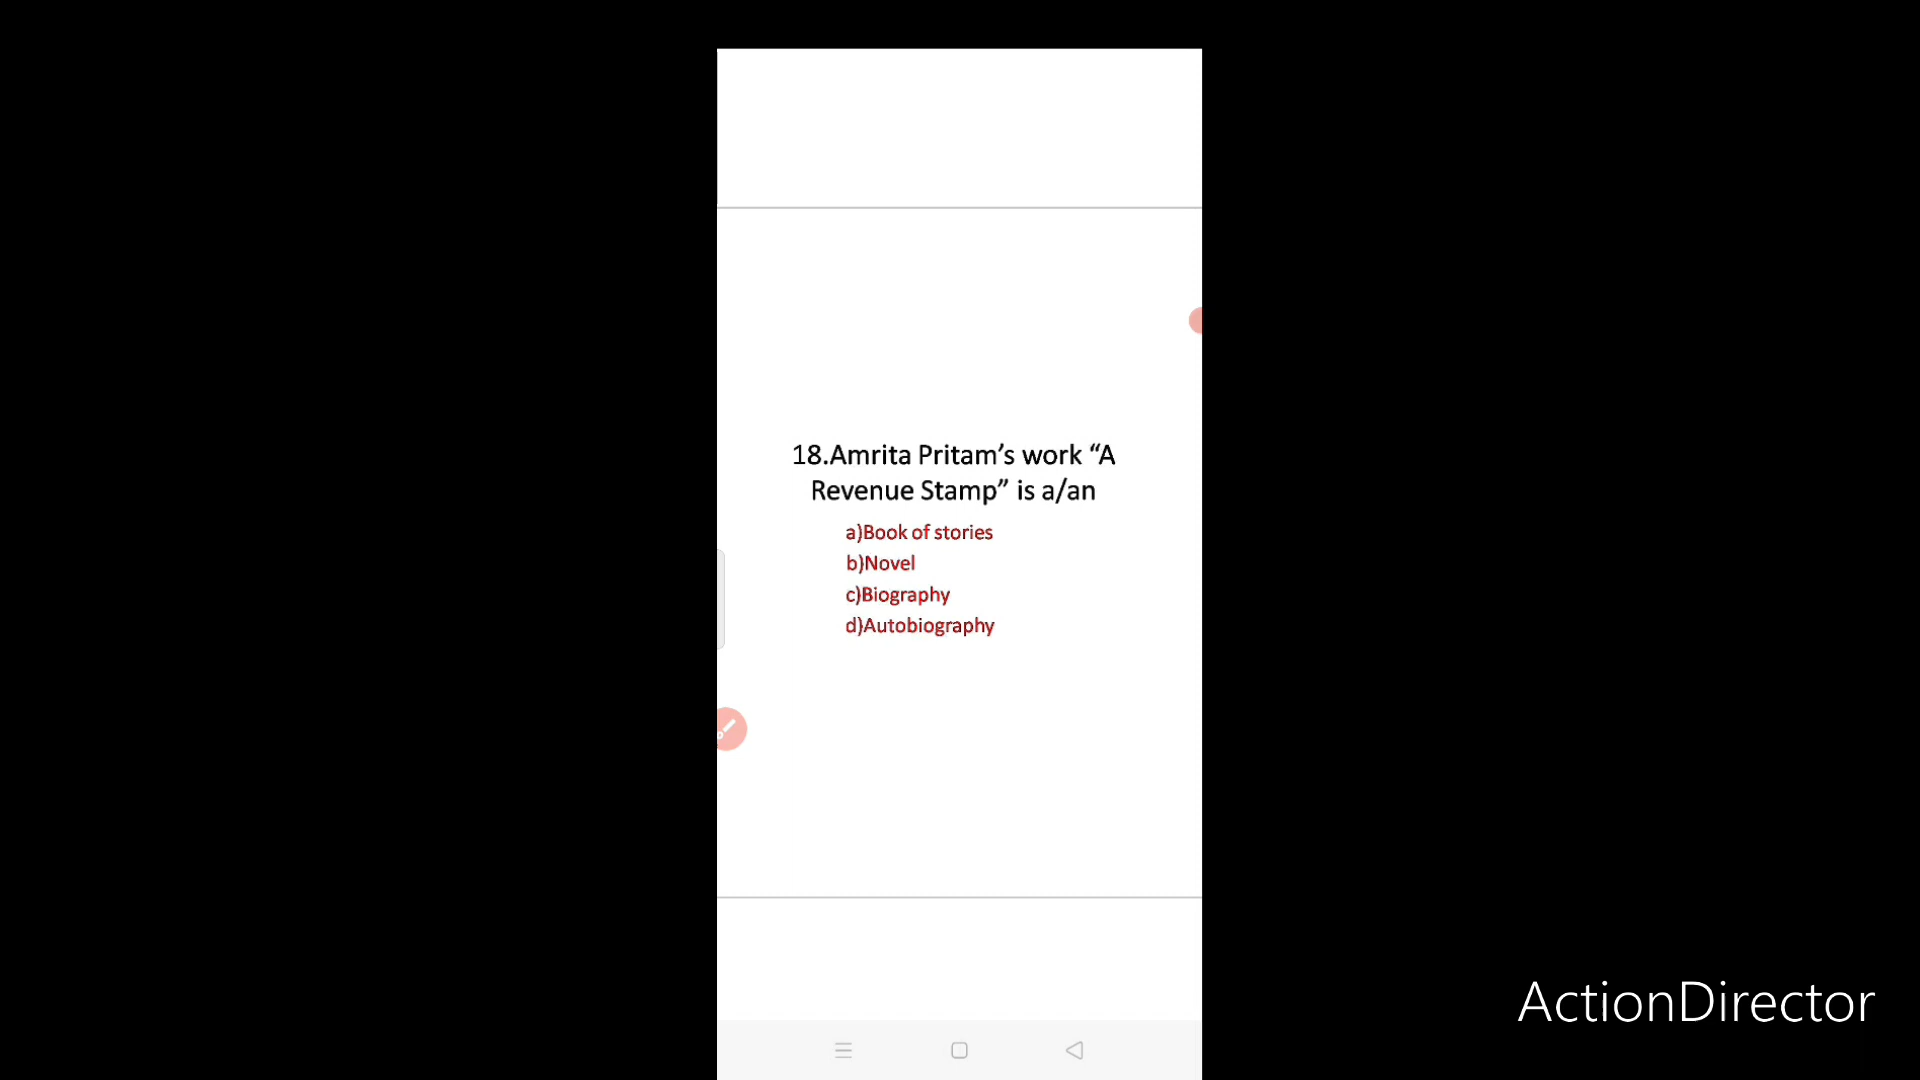 18.Amrita Pritam’s work “A
Revenue Stamp” is a/an
a)Book of stories
b)Novel
c)Biography
d)Autobiography
ActionDirector